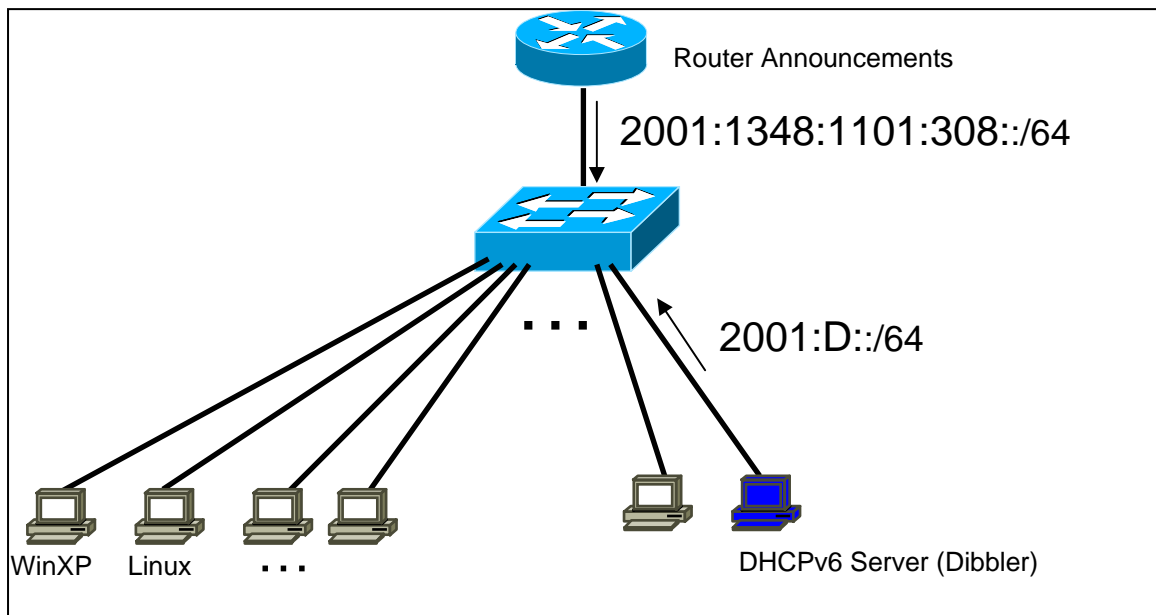 Router Announcements
2001:1348:1101:308::/64
. . .
2001:D::/64
WinXP
Linux
. . .
DHCPv6 Server (Dibbler)